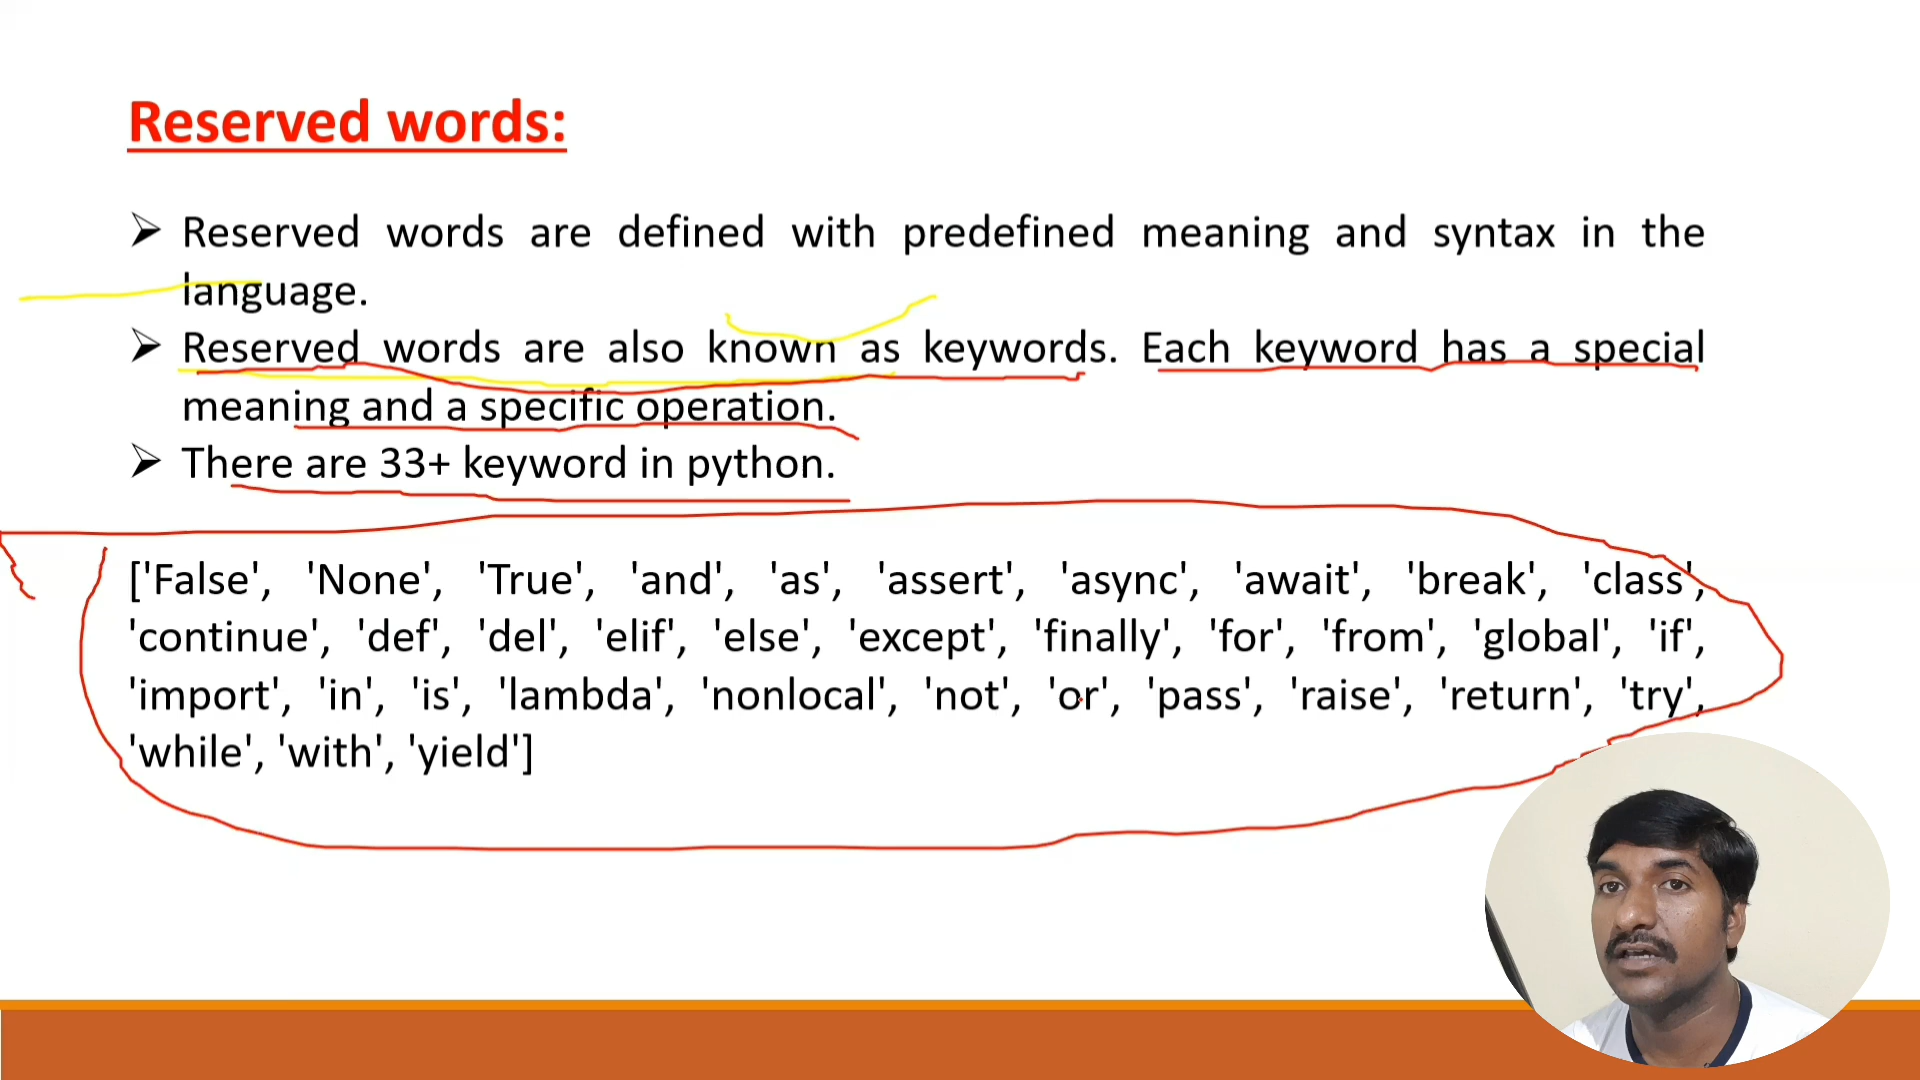 Reserved words:
Reserved words are defined with predefined meaning and syntax in the
language.
Reserved words are also known as keywords. Each keyword has a special
meaning and a specific operation.
There are 33+ keyword in python.
['False', 'None', 'True', 'and', 'as', 'assert', 'async', 'await', 'break', 'class',
'continue', 'def', 'del', 'elif', 'else', 'except', 'finally', 'for', 'from', 'global', 'if',
'import', 'in', 'is', 'lambda', 'nonlocal', 'not', 'or', 'pass', 'raise', 'return', 'try',
'while', 'with', 'yield']